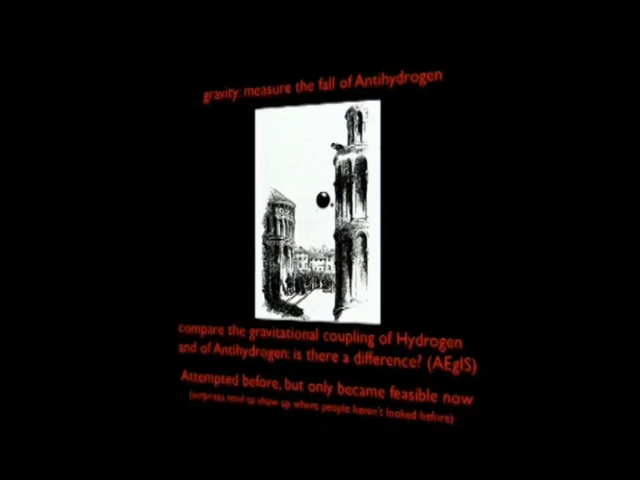 gravity: measure the fall of Antihydrogen
compare the gravitational coupling of Hydrogen
and of Antihydrogen: is there a difference? (AEgIS)
Attempted before, but only became feasible now
(surprises tend to show up where people haven't looked before)